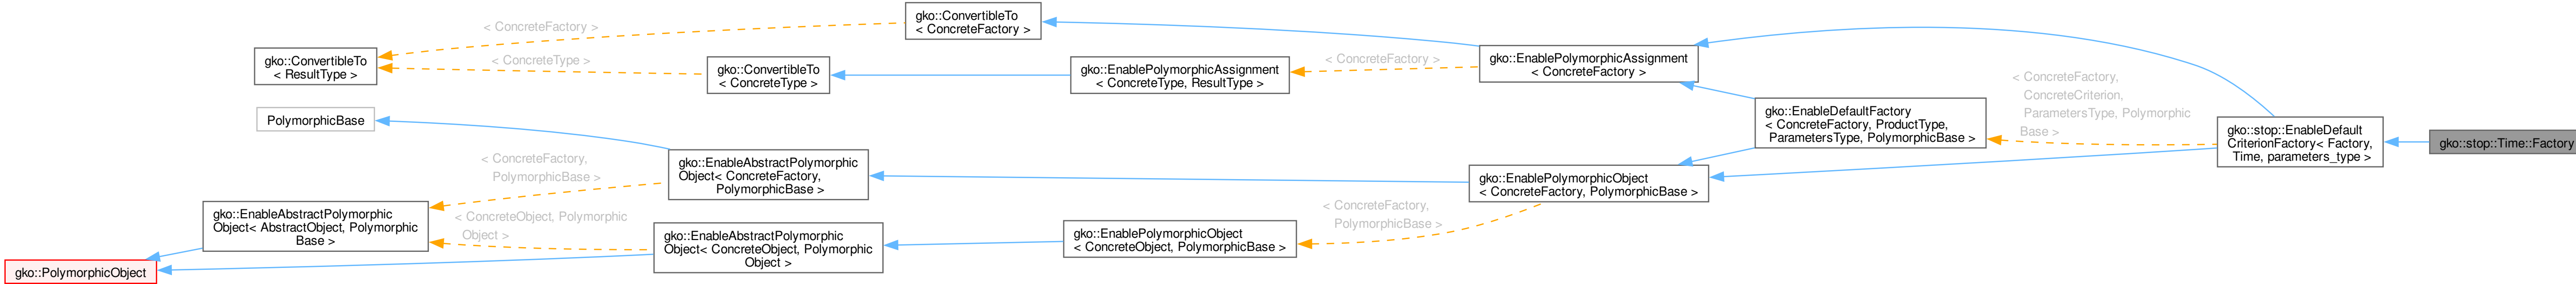 gko::ConvertibleTo
< ConcreteFactory >
< ConcreteFactory >
gko::ConvertibleTo
< ResultType >
< ConcreteType >
gko::ConvertibleTo
< ConcreteType >
gko::EnablePolymorphicAssignment
< ConcreteType, ResultType >
< ConcreteFactory >
gko::EnablePolymorphicAssignment
< ConcreteFactory >
PolymorphicBase
gko::EnableDefaultFactory
< ConcreteFactory, ProductType,
ParametersType, PolymorphicBase >
< ConcreteFactory,
ConcreteCriterion,
ParametersType, Polymorphic
Base >
gko::stop::EnableDefault
CriterionFactory< Factory,
Time, parameters_type >
gko::stop::Time::Factory
< ConcreteFactory,
PolymorphicBase >
gko::EnableAbstractPolymorphic
Object< ConcreteFactory,
PolymorphicBase >
gko::EnablePolymorphicObject
< ConcreteFactory, PolymorphicBase >
gko::EnableAbstractPolymorphic
Object< AbstractObject, Polymorphic
Base >
< ConcreteObject, Polymorphic
Object >
gko::EnableAbstractPolymorphic
Object< ConcreteObject, Polymorphic
Object >
gko::EnablePolymorphicObject
< ConcreteObject, PolymorphicBase >
< ConcreteFactory,
PolymorphicBase >
gko::PolymorphicObject